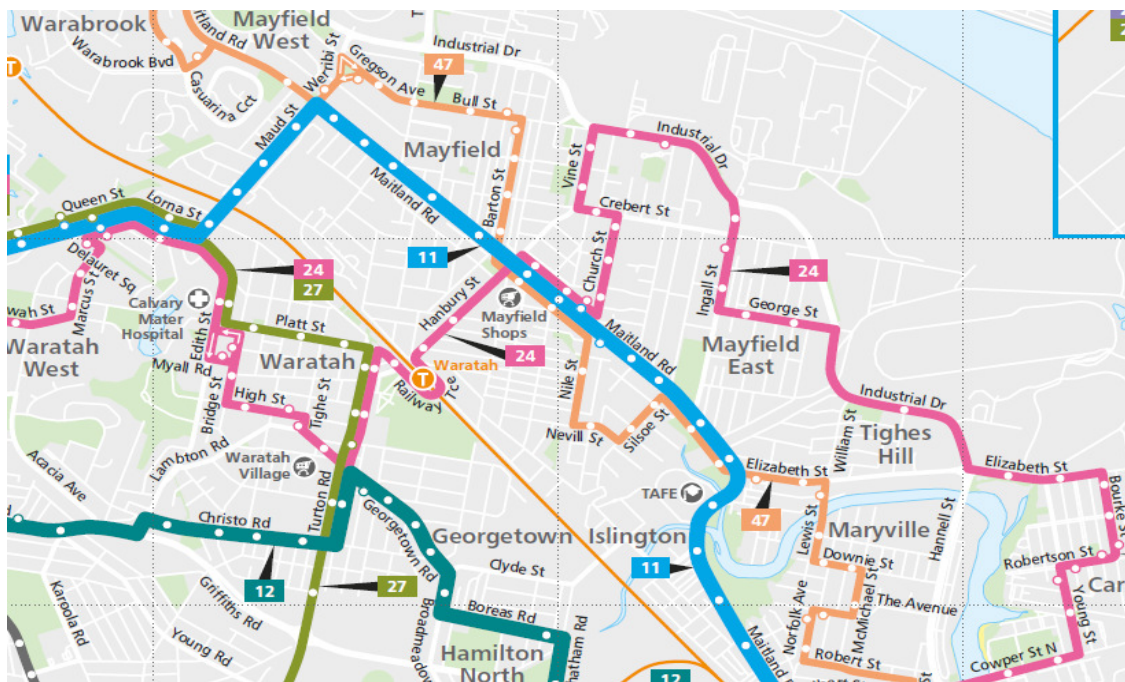 Warabrook
Mayfield
West
Maitland Rd
Industrial Dr
Warabrook Bvd
T
Casuarina Cct
Werribi St
Gregson Ave
47
Bull St
Maud St
Mayfield
Vine St
Industrial Dr
Barton St
Maitland Rd
Crebert St
Queen St
Lorna St
11
Church St
24
27
24
Delauret Sq
Marcus St
Calvary
Mater
Hospital
Hanbury St
Mayfield
Shops
Ingall St
George St
Maitland Rd
wah St
Waratah
West
Edith St
Platt St
Waratah
24
Mayfield
East
Myall Rd
Waratah
T
Railway
Tce
Nile St
Bridge St
High St
Tighe St
Industrial Dr
Nevill St
Silsoe St
William St
Tighes
Hill
Acacia Ave
Lambton Rd
Waratah
Village
Elizabeth St
Elizabeth St
TAFE
Turton Rd
Georgetown Rd
Christo Rd
47
Lewis St
Maryville
Hannell St
Bourke St
Georgetown
Islington
Downie St
Robertson St
12
27
Clyde St
11
Car
Karoola Rd
Griffiths Rd
Young Rd
Broadmeadow
Boreas Rd
Norfolk Ave
McMichael St
The Avenue
Young St
Hamilton
North
hatham Rd
12
Maitland
Robert St
Cowper St N